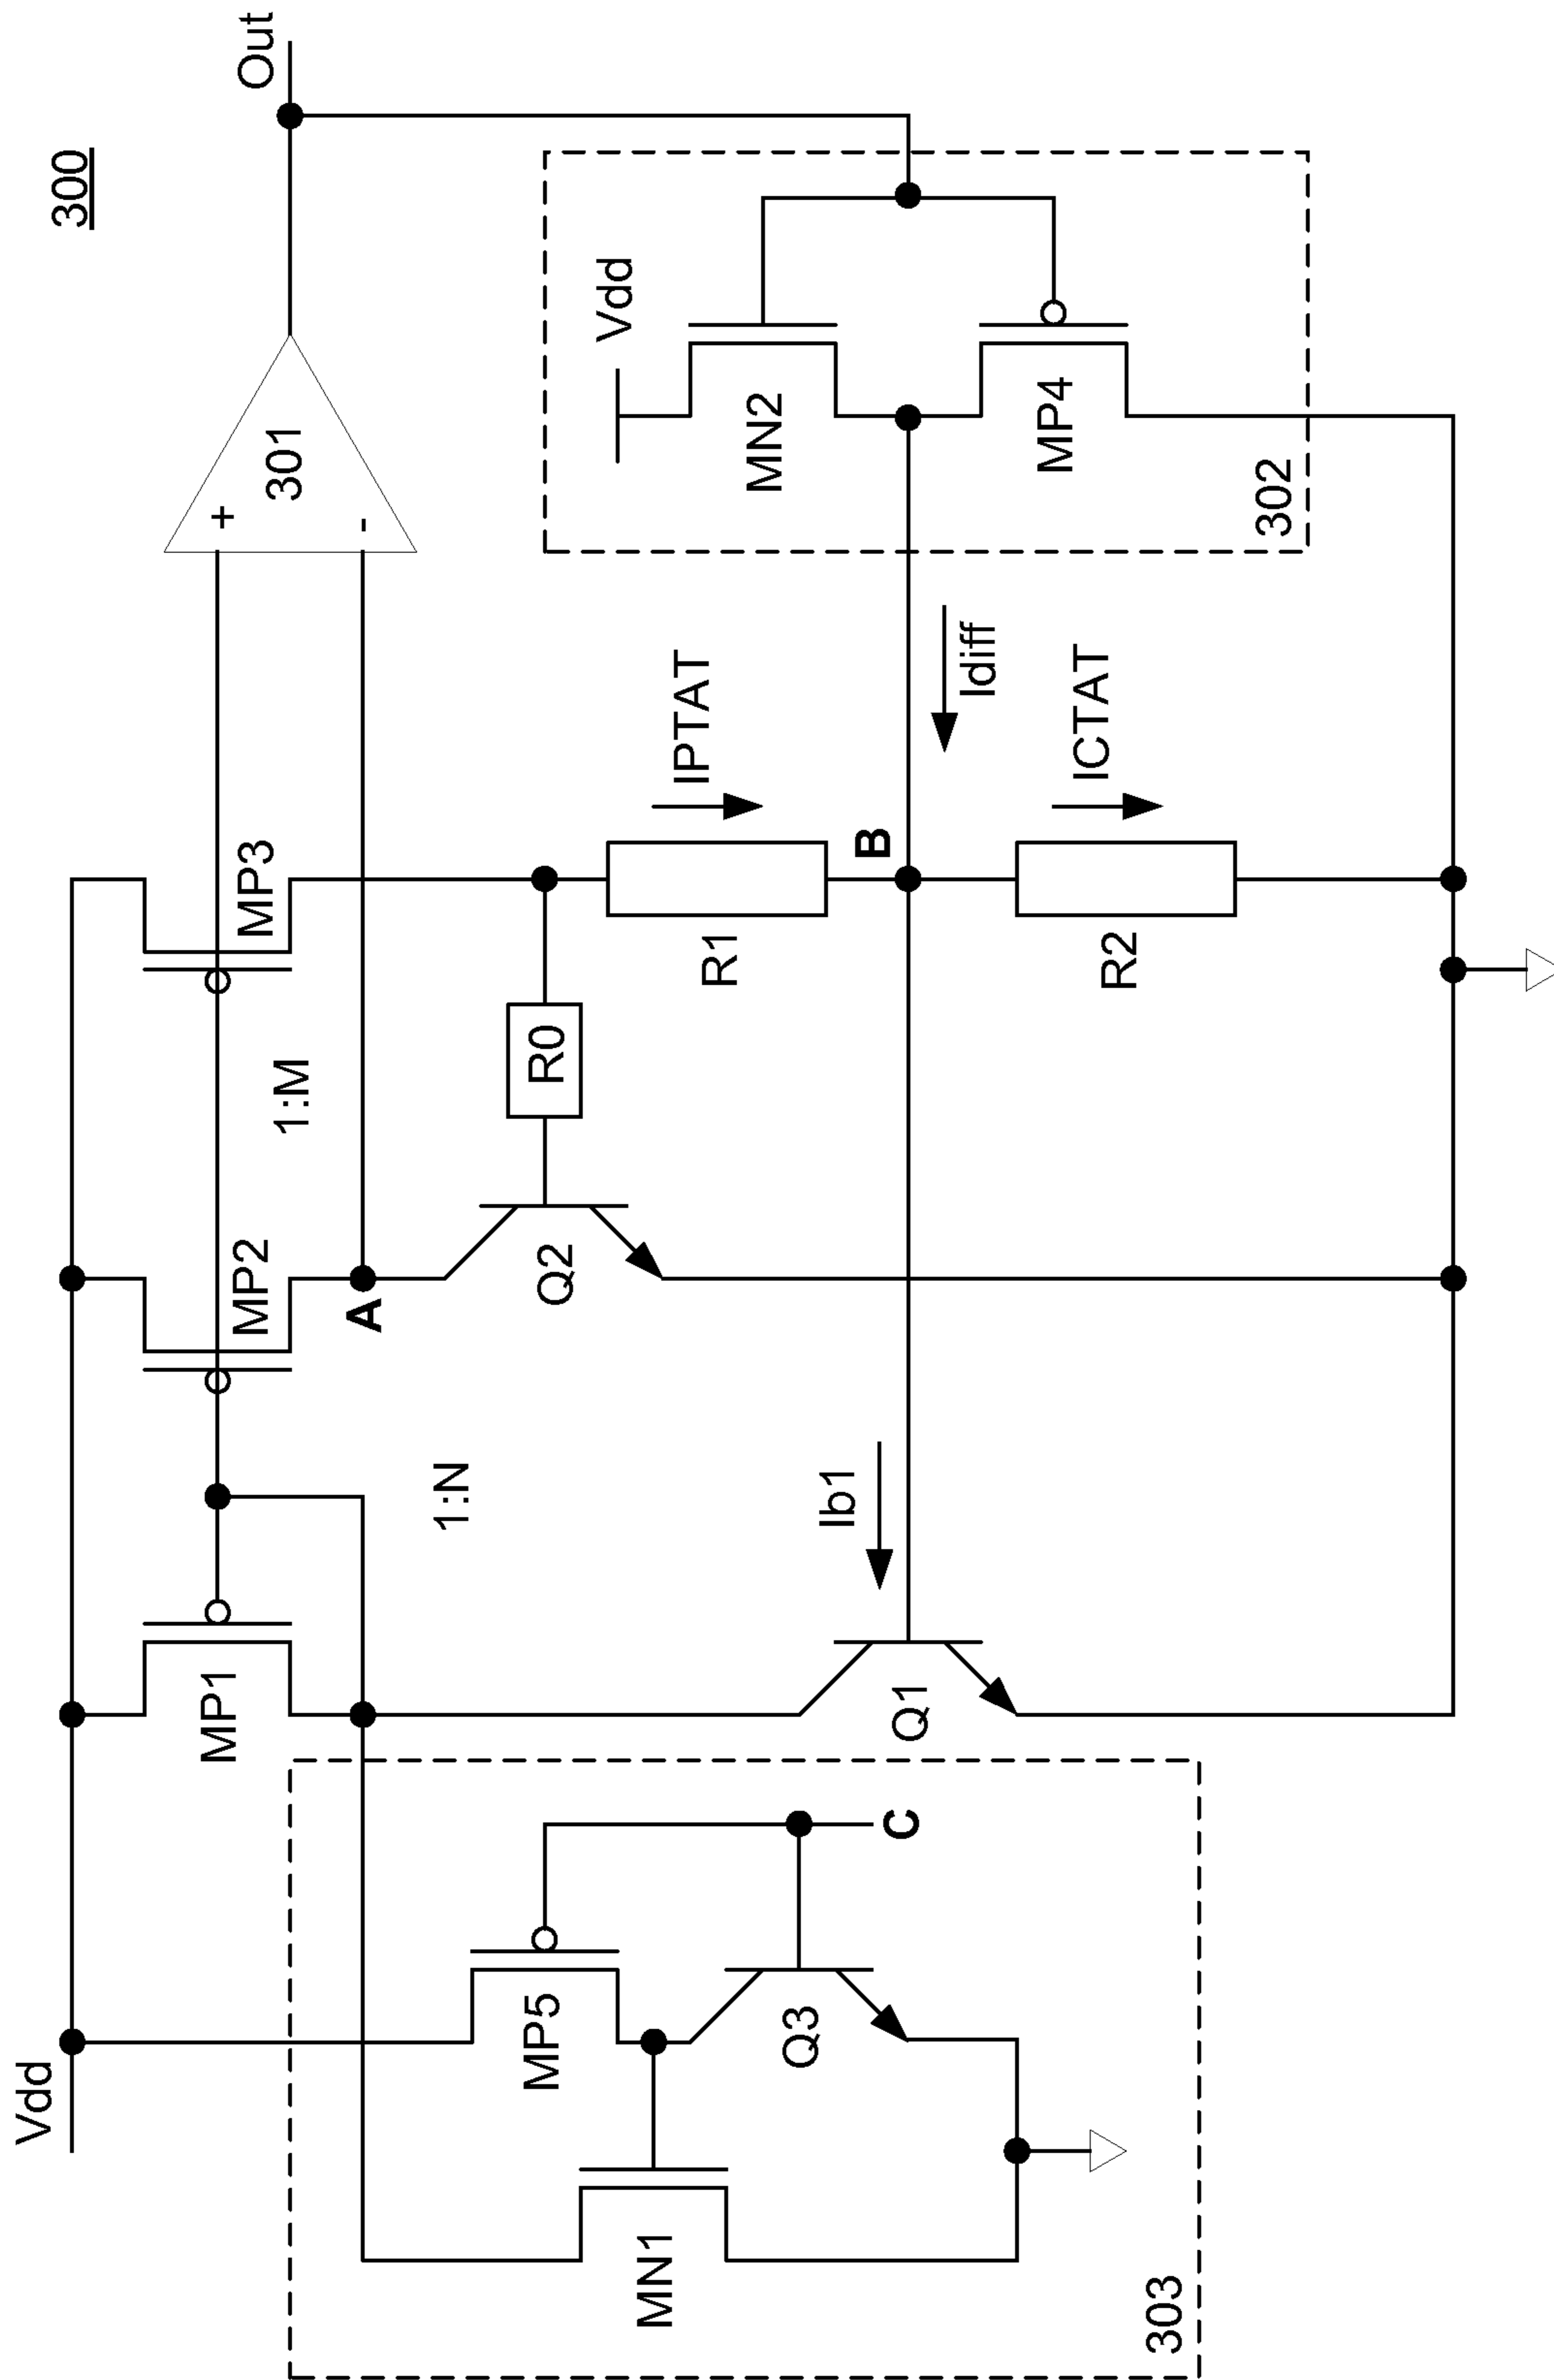 300
Vdd
MP1
MP2
MP3
1:N
1:M
A
+
-
301
Out
303
MN1
MP5
Q3
C
Q1
Ib1
Q2
R0
R1
IPTAT
B
Idiff
R2
ICTAT
302
Vdd
MN2
MP4